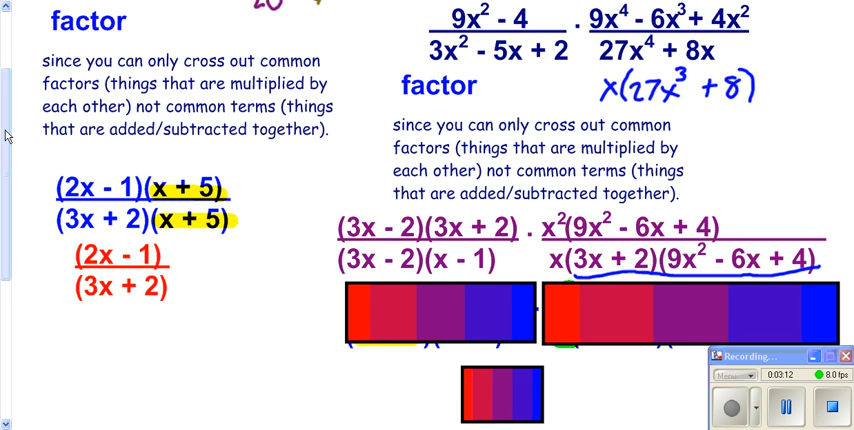 factor
since you can only cross out common
factors (things that are multiplied by
each other) not common terms (things
that are added/subtracted together).
(2x - 1)(x + 5)
(3x + 2)(x + 5)
(2x - 1)
(3x + 2)
9x² - 4 . 9x⁴ - 6x³ + 4x²
3x² - 5x + 2 27x⁴ + 8x
factor
x(27x³ + 8)
since you can only cross out common
factors (things that are multiplied by
each other) not common terms (things
that are added/subtracted together).
(3x - 2)(3x + 2) . x²(9x² - 6x + 4)
(3x - 2)(x - 1) x(3x + 2)(9x² - 6x + 4)
Recording...
Menu
0:03:12
8.0 fps